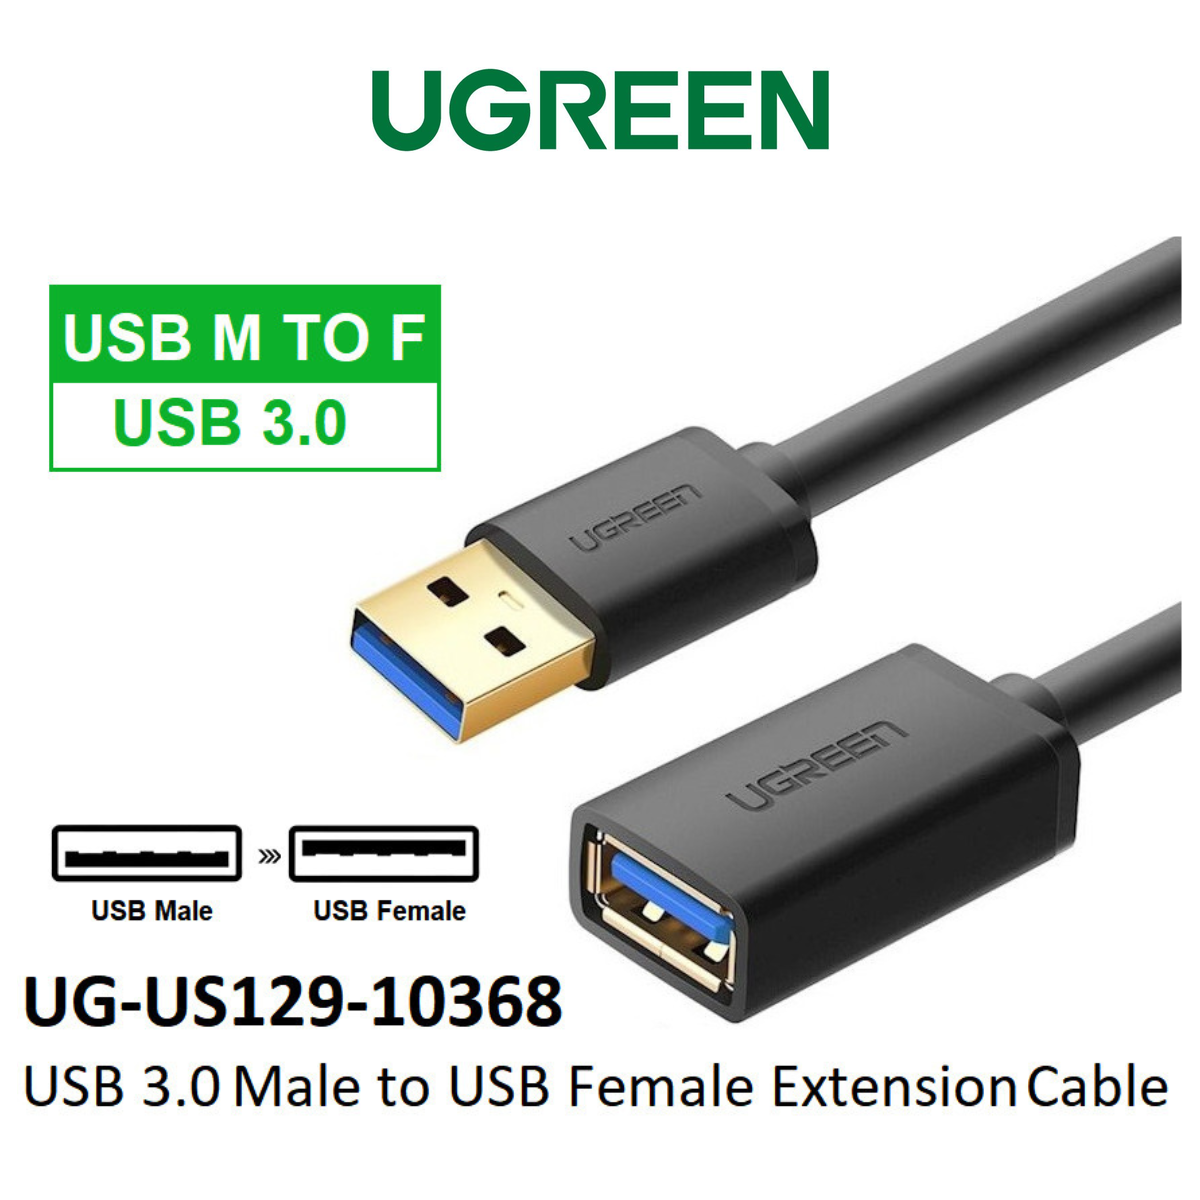 UGREEN
USB M TO F
USB 3.0
UGREEN
UGREEN
USB Male
USB Female
UG-US129-10368
USB 3.0 Male to USB Female Extension Cable